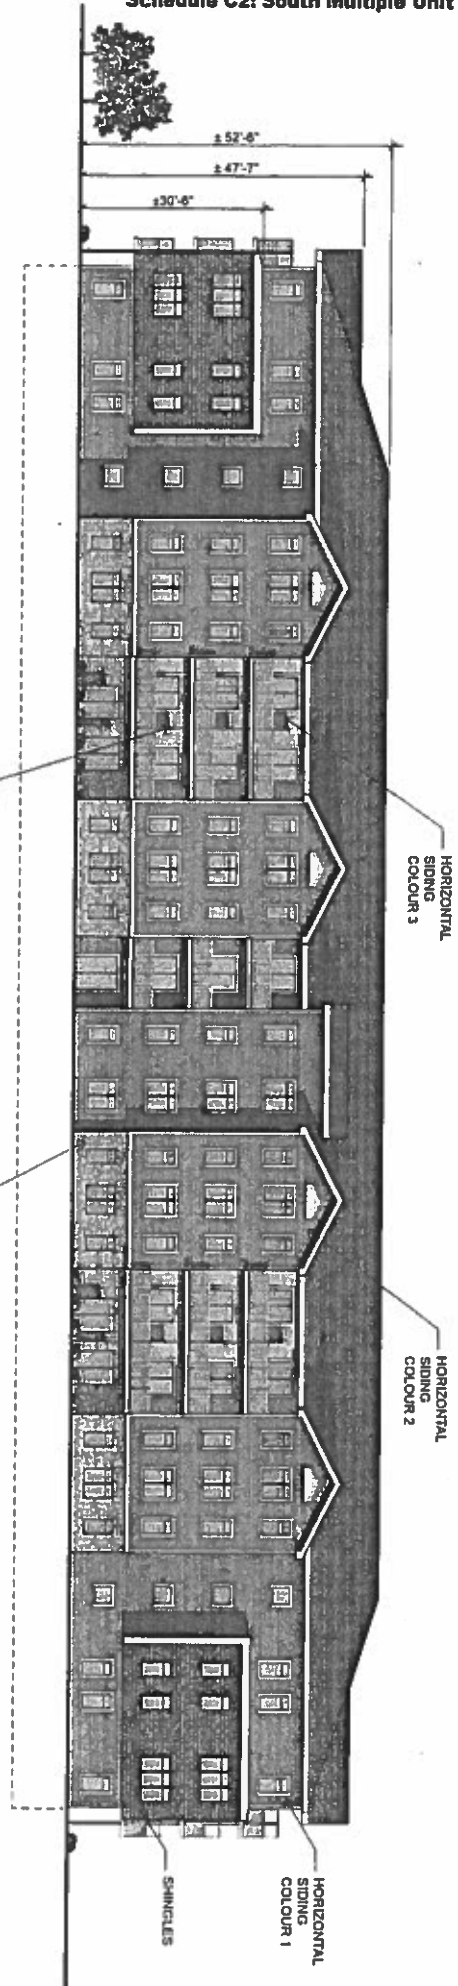 Schedule C2: South Multiple Unit
± 52'-6"
± 47'-7"
±30'-6"
HORIZONTAL
SIDING
COLOUR 3
HORIZONTAL
SIDING
COLOUR 2
HORIZONTAL
SIDING
COLOUR 1
SHINGLES